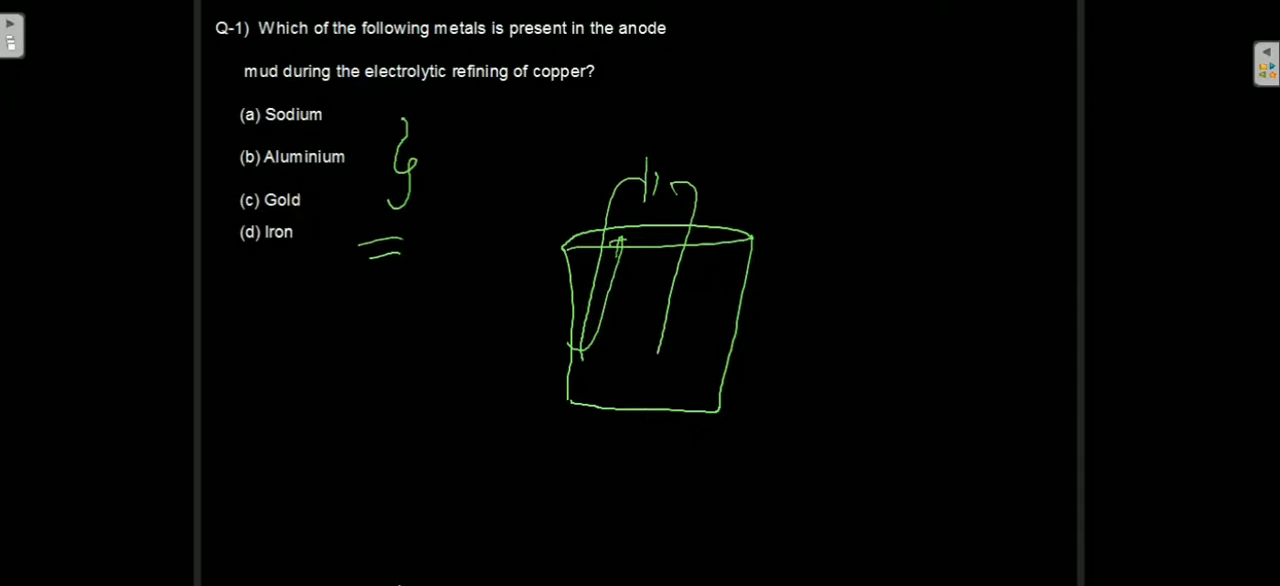 Q-1) Which of the following metals is present in the anode
mud during the electrolytic refining of copper?
(a) Sodium
(b) Aluminium
(c) Gold
(d) Iron